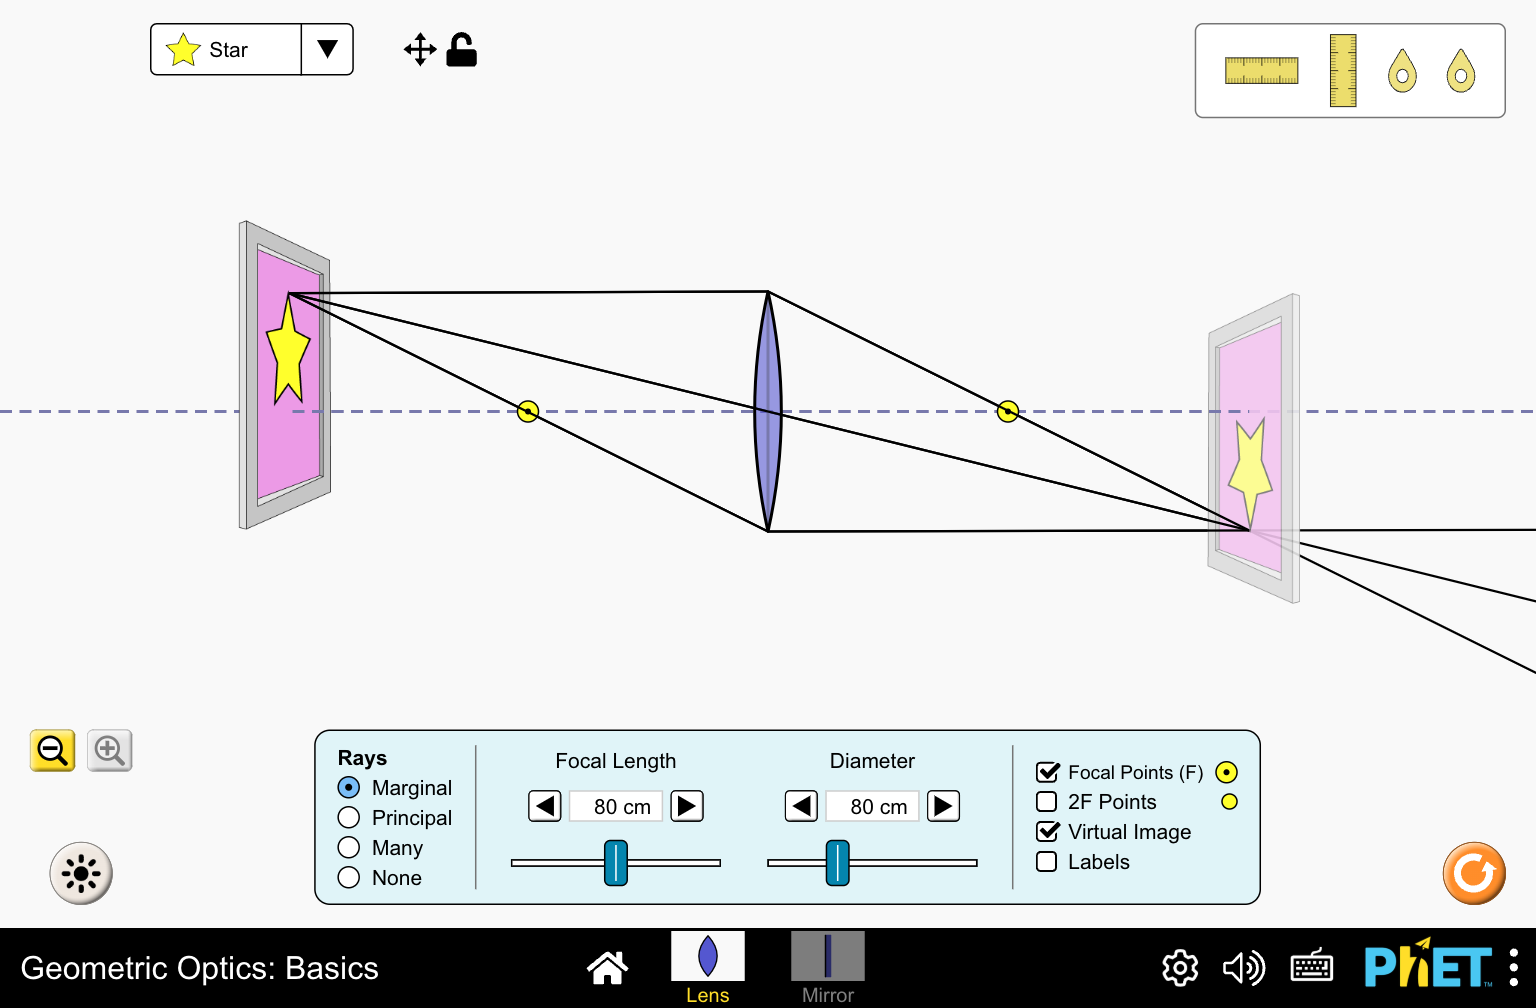 Star
Rays
Marginal
Principal
Many
None
Focal Length
80 cm
Diameter
80 cm
Focal Points (F)
2F Points
Virtual Image
Labels
Geometric Optics: Basics
Lens
Mirror
PhET™